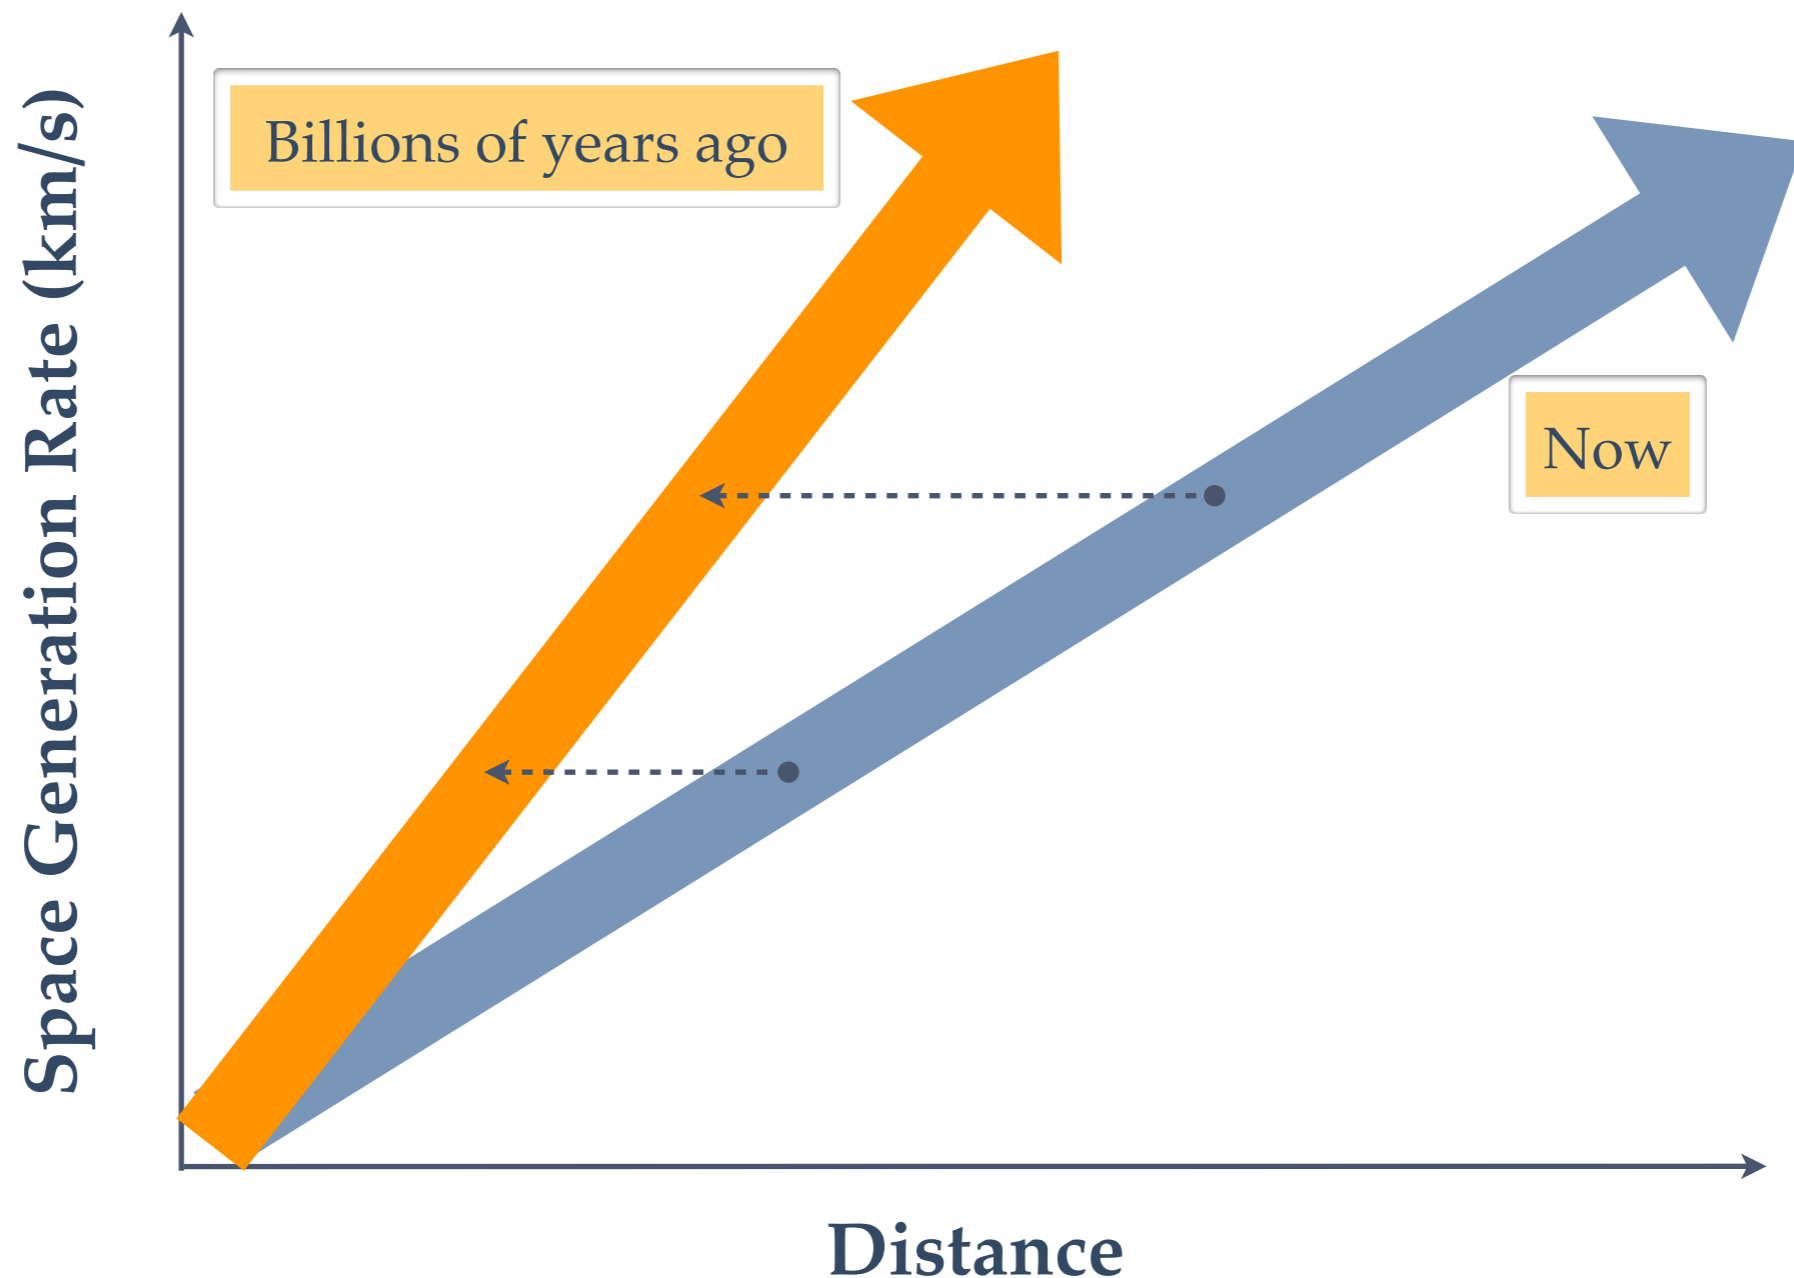 Space Generation Rate (km/s)
Billions of years ago
Now
Distance